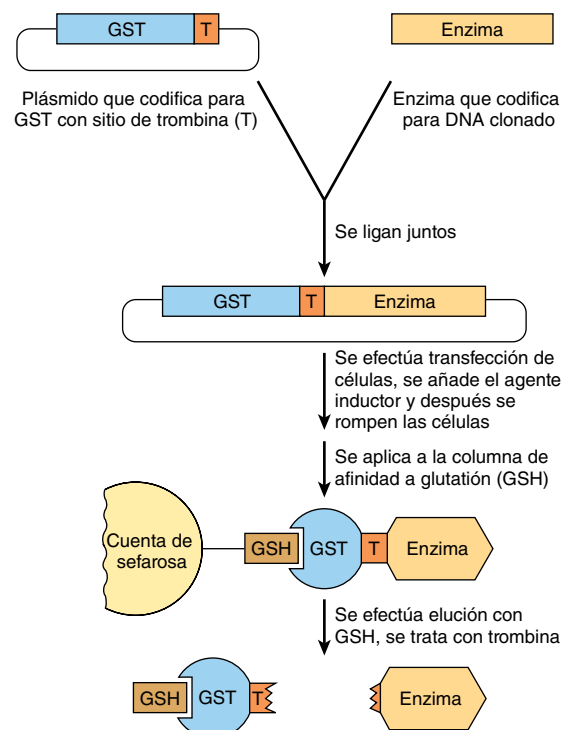 GST T
Enzima
Plásmido que codifica para
GST con sitio de trombina (T)
Enzima que codifica
para DNA clonado
Se ligan juntos
GST T Enzima
Se efectúa transfección de
células, se añade el agente
inductor y después se
rompen las células
Se aplica a la columna de
afinidad a glutatión (GSH)
Cuenta de
sefarosa
GSH GST T Enzima
Se efectúa elución con
GSH, se trata con trombina
GSH GST T Enzima